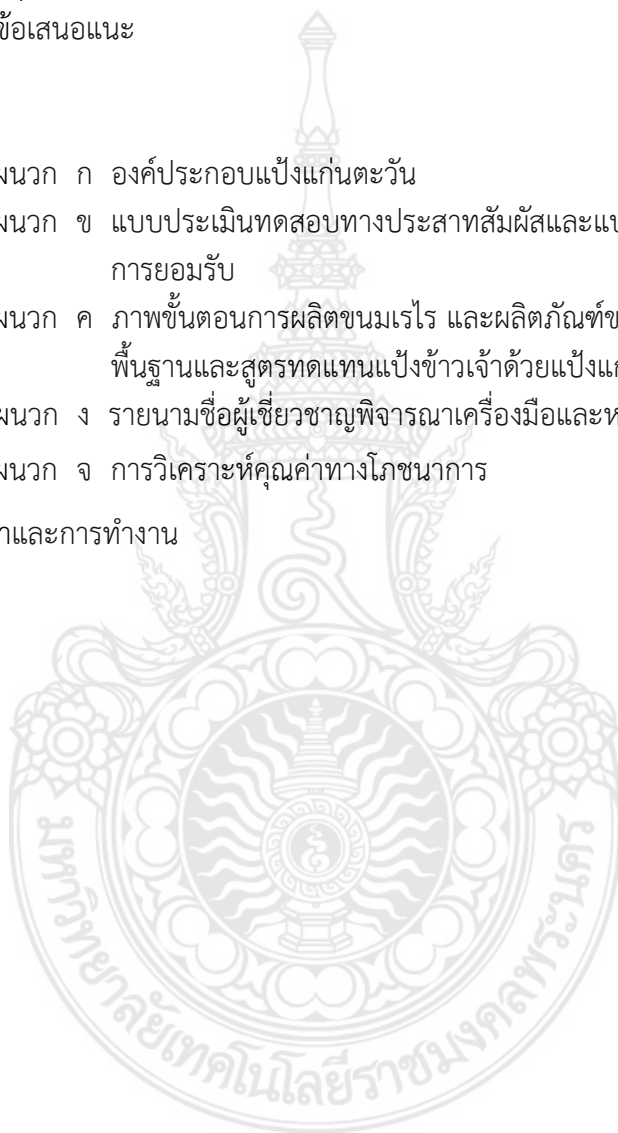 ข้อเสนอแนะ
ผนวก ก องค์ประกอบแป้งแก่นตะวัน
ผนวก ข แบบประเมินทดสอบทางประสาทสัมผัสและแบ
การยอมรับ
ผนวก ค ภาพขั้นตอนการผลิตขนมเรไร และผลิตภัณฑ์ข
พื้นฐานและสูตรทดแทนแป้งข้าวเจ้าด้วยแป้งแก
ผนวก ง รายนามชื่อผู้เชี่ยวชาญพิจารณาเครื่องมือและห
ผนวก จ การวิเคราะห์คุณค่าทางโภชนาการ
าและการทำงาน
มหาวิทยาลัยเทคโนโลยีราชมงคลพระนคร